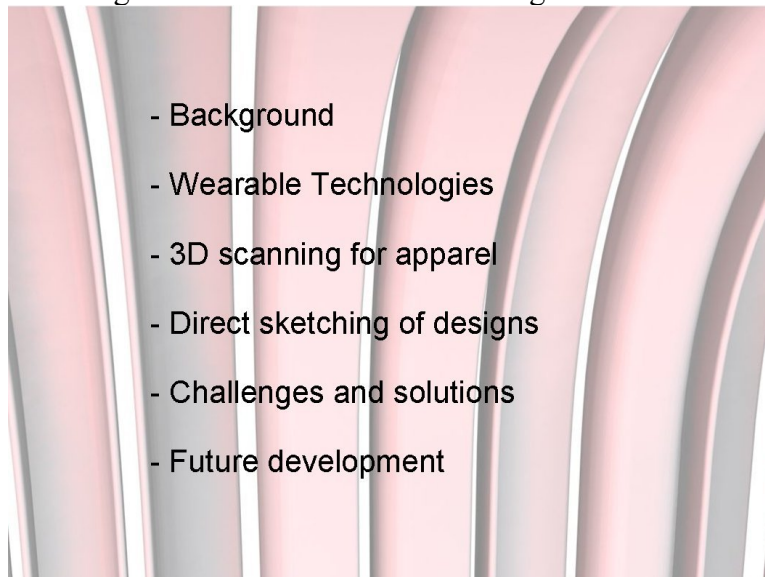 - Background
- Wearable Technologies
- 3D scanning for apparel
- Direct sketching of designs
- Challenges and solutions
- Future development